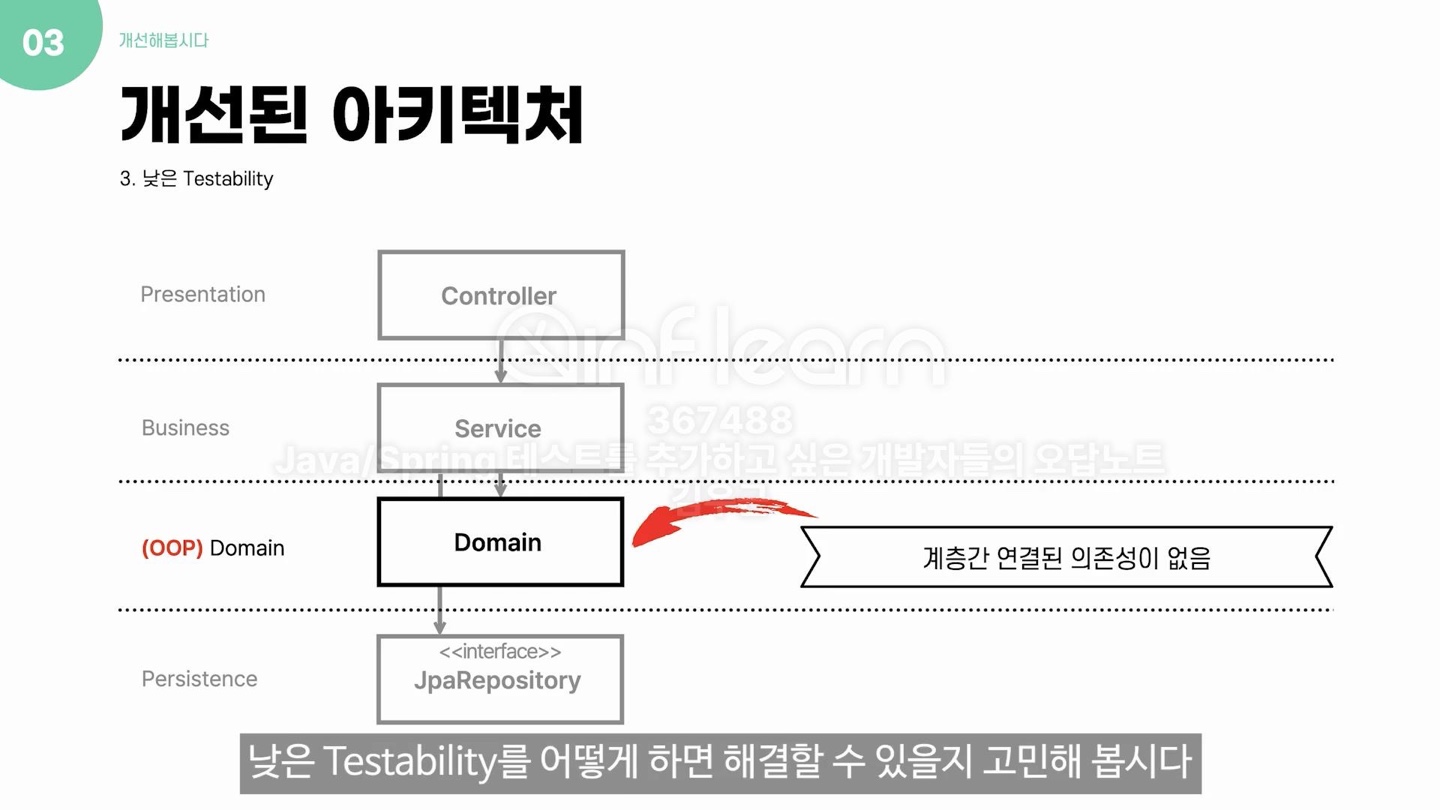 03
개선해봅시다
개선된 아키텍처
3. 낮은 Testability
Presentation
Controller
inflearn
367488
Business
Service
Java/Spring 테스트를 추가하고 싶은 개발자들의 오답노트
(OOP) Domain
Domain
계층간 연결된 의존성이 없음
Persistence
<<interface>>
JpaRepository
낮은 Testability를 어떻게 하면 해결할 수 있을지 고민해 봅시다